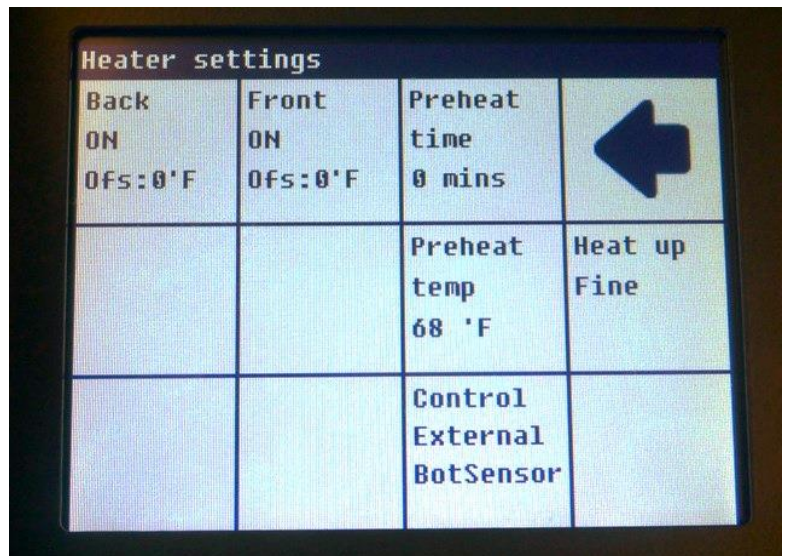 Heater settings
Back
ON
Ofs:0'F
Front
ON
Ofs:0'F
Preheat
time
0 mins
Preheat
temp
68 'F
Heat up
Fine
Control
External
BotSensor